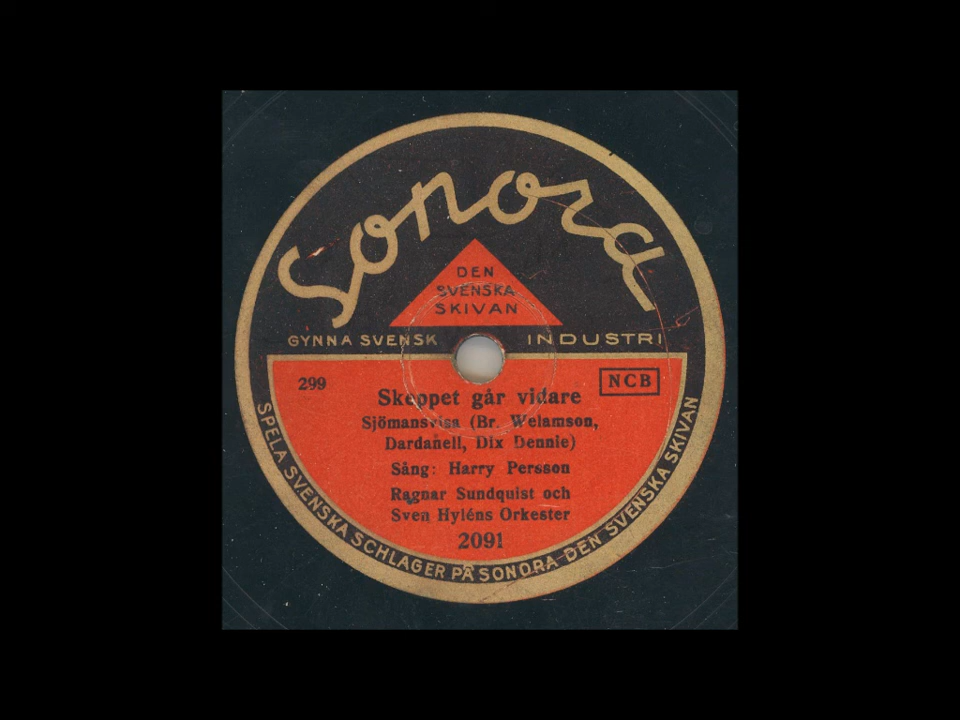 Sonora
DEN
SVENSKA
SKIVAN
GYNNA SVENSK INDUSTRI
299
NCB
Skeppet går vidare
Sjömansvisa (Br. Welamson,
Dardanell, Dix Dennie)
Sång: Harry Persson
Ragnar Sundquist och
Sven Hyléns Orkester
2091
SPELA SVENSKA SCHLAGER PÅ SONORA DEN SVENSKA SKIVAN